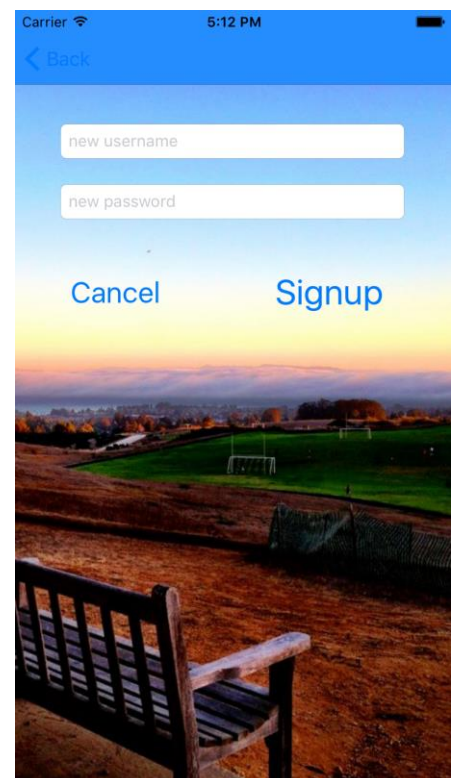 Carrier 5:12 PM
Back
new username
new password
Cancel Signup